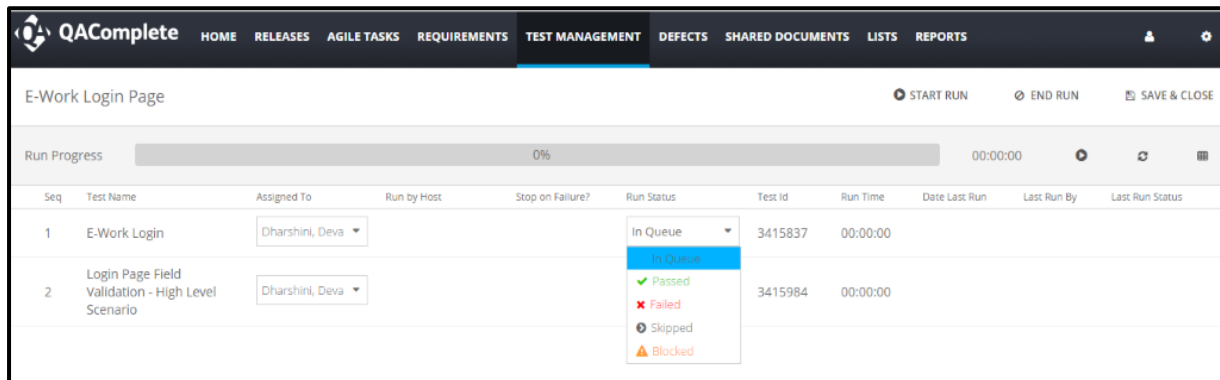 QAComplete HOME RELEASES AGILE TASKS REQUIREMENTS TEST MANAGEMENT DEFECTS SHARED DOCUMENTS LISTS REPORTS
E-Work Login Page START RUN END RUN SAVE & CLOSE
Run Progress 0% 00:00:00
Seq Test Name Assigned To Run by Host Stop on Failure? Run Status Test Id Run Time Date Last Run Last Run By Last Run Status
1 E-Work Login Dharshini, Deva In Queue 3415837 00:00:00
In Queue
Passed
Failed
Skipped
Blocked
2 Login Page Field Validation - High Level Scenario Dharshini, Deva 3415984 00:00:00